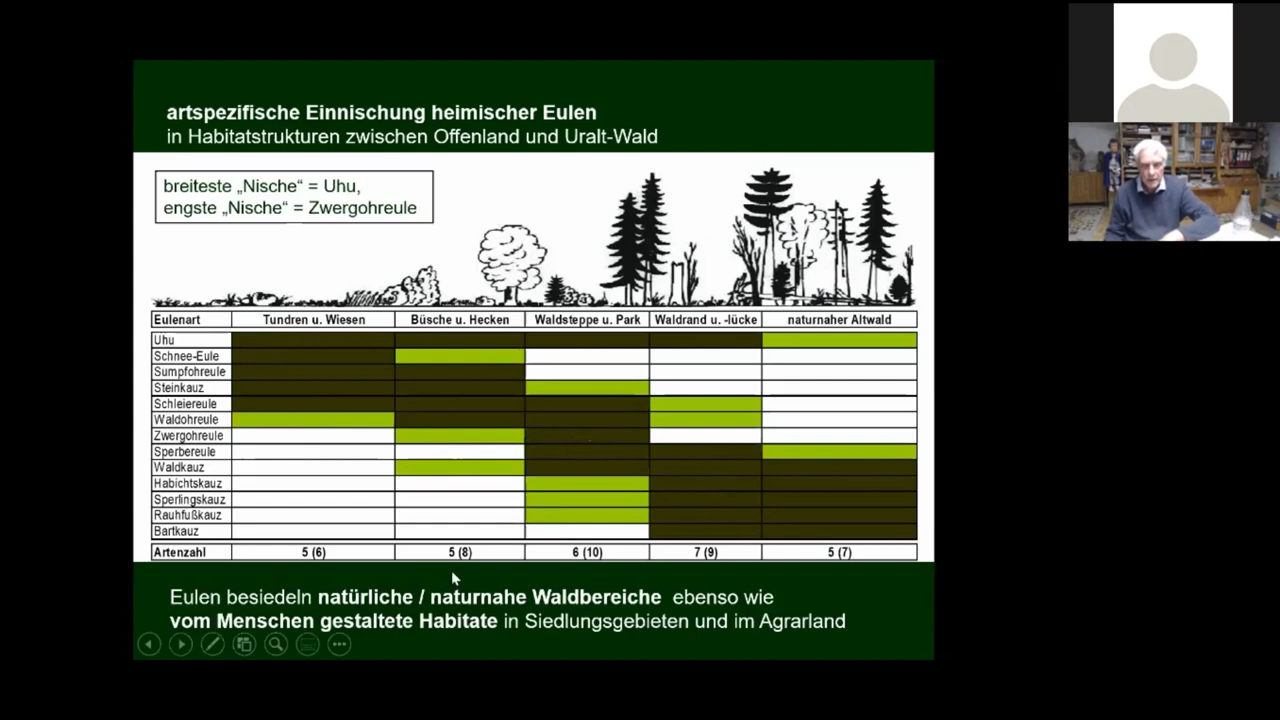 artspezifische Einnischung heimischer Eulen
in Habitatstrukturen zwischen Offenland und Uralt-Wald
breiteste „Nische“ = Uhu,
engste „Nische“ = Zwergohreule
Eulenart Tundren u. Wiesen Büsche u. Hecken Waldsteppe u. Park Waldrand u. -lücke naturnaher Altwald
Uhu
Schnee-Eule
Sumpfohreule
Steinkauz
Schleiereule
Waldohreule
Zwergohreule
Sperbereule
Waldkauz
Habichtskauz
Sperlingskauz
Rauhfußkauz
Bartkauz
Artenzahl 5 (6) 5 (8) 6 (10) 7 (9) 5 (7)
Eulen besiedeln natürliche / naturnahe Waldbereiche ebenso wie
vom Menschen gestaltete Habitate in Siedlungsgebieten und im Agrarland